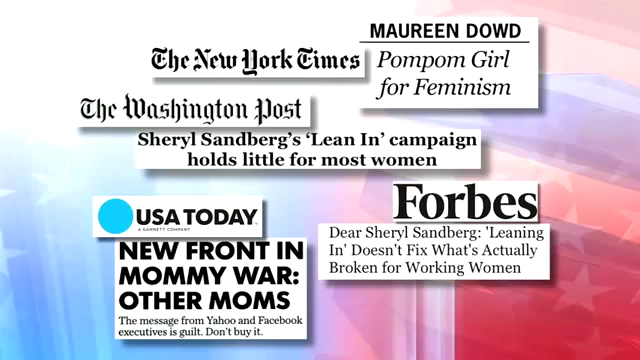 The New York Times
MAUREEN DOWD
Pompom Girl
for Feminism
The Washington Post
Sheryl Sandberg's 'Lean In' campaign
holds little for most women
USA TODAY
A GANNETT COMPANY
NEW FRONT IN
MOMMY WAR:
OTHER MOMS
The message from Yahoo and Facebook
executives is guilt. Don't buy it.
Forbes
Dear Sheryl Sandberg: 'Leaning
In' Doesn't Fix What's Actually
Broken for Working Women